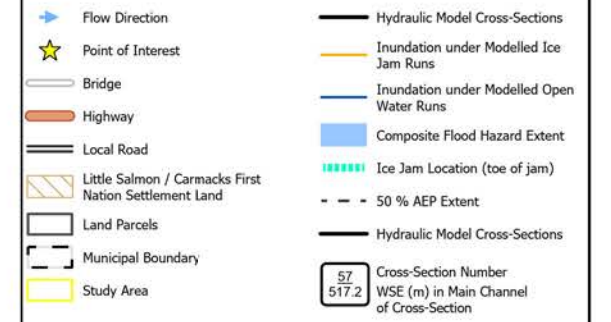 Flow Direction
Point of Interest
Bridge
Highway
Local Road
Little Salmon / Carmacks First
Nation Settlement Land
Land Parcels
Municipal Boundary
Study Area
Hydraulic Model Cross-Sections
Inundation under Modelled Ice
Jam Runs
Inundation under Modelled Open
Water Runs
Composite Flood Hazard Extent
Ice Jam Location (toe of jam)
50 % AEP Extent
Hydraulic Model Cross-Sections
57
517.2
Cross-Section Number
WSE (m) in Main Channel
of Cross-Section